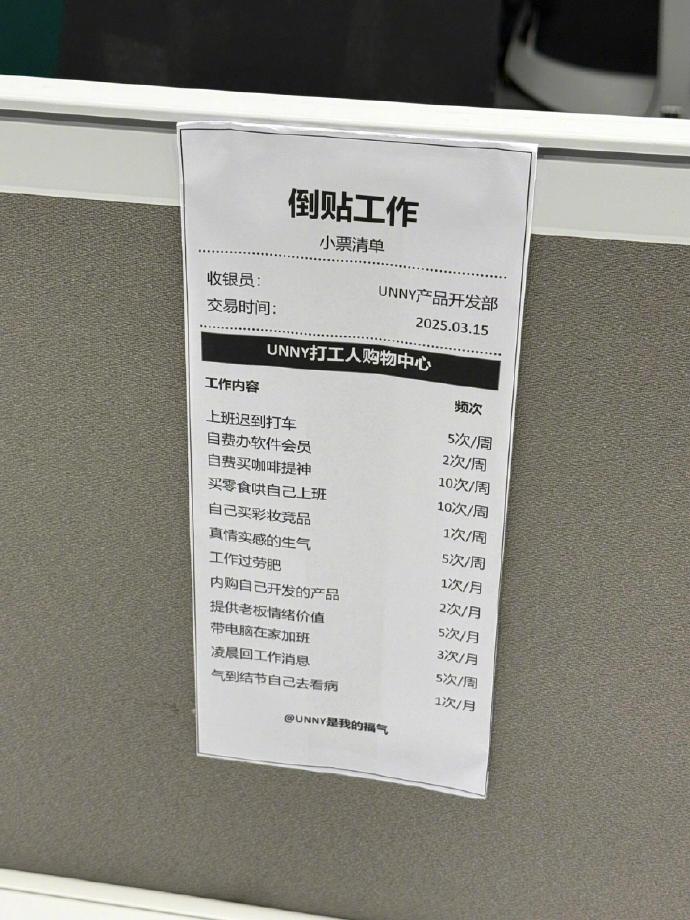 倒贴工作
小票清单
收银员： UNNY产品开发部
交易时间： 2025.03.15
UNNY打工人购物中心
工作内容 频次
上班迟到打车 5次/周
自费办软件会员 2次/周
自费买咖啡提神 10次/周
买零食哄自己上班 10次/周
自己买彩妆竞品 1次/周
真情实感的生气 5次/周
工作过劳肥 1次/月
内购自己开发的产品 2次/月
提供老板情绪价值 5次/月
带电脑在家加班 3次/月
凌晨回工作消息 5次/周
气到结节自己去看病 1次/月
@UNNY是我的福气